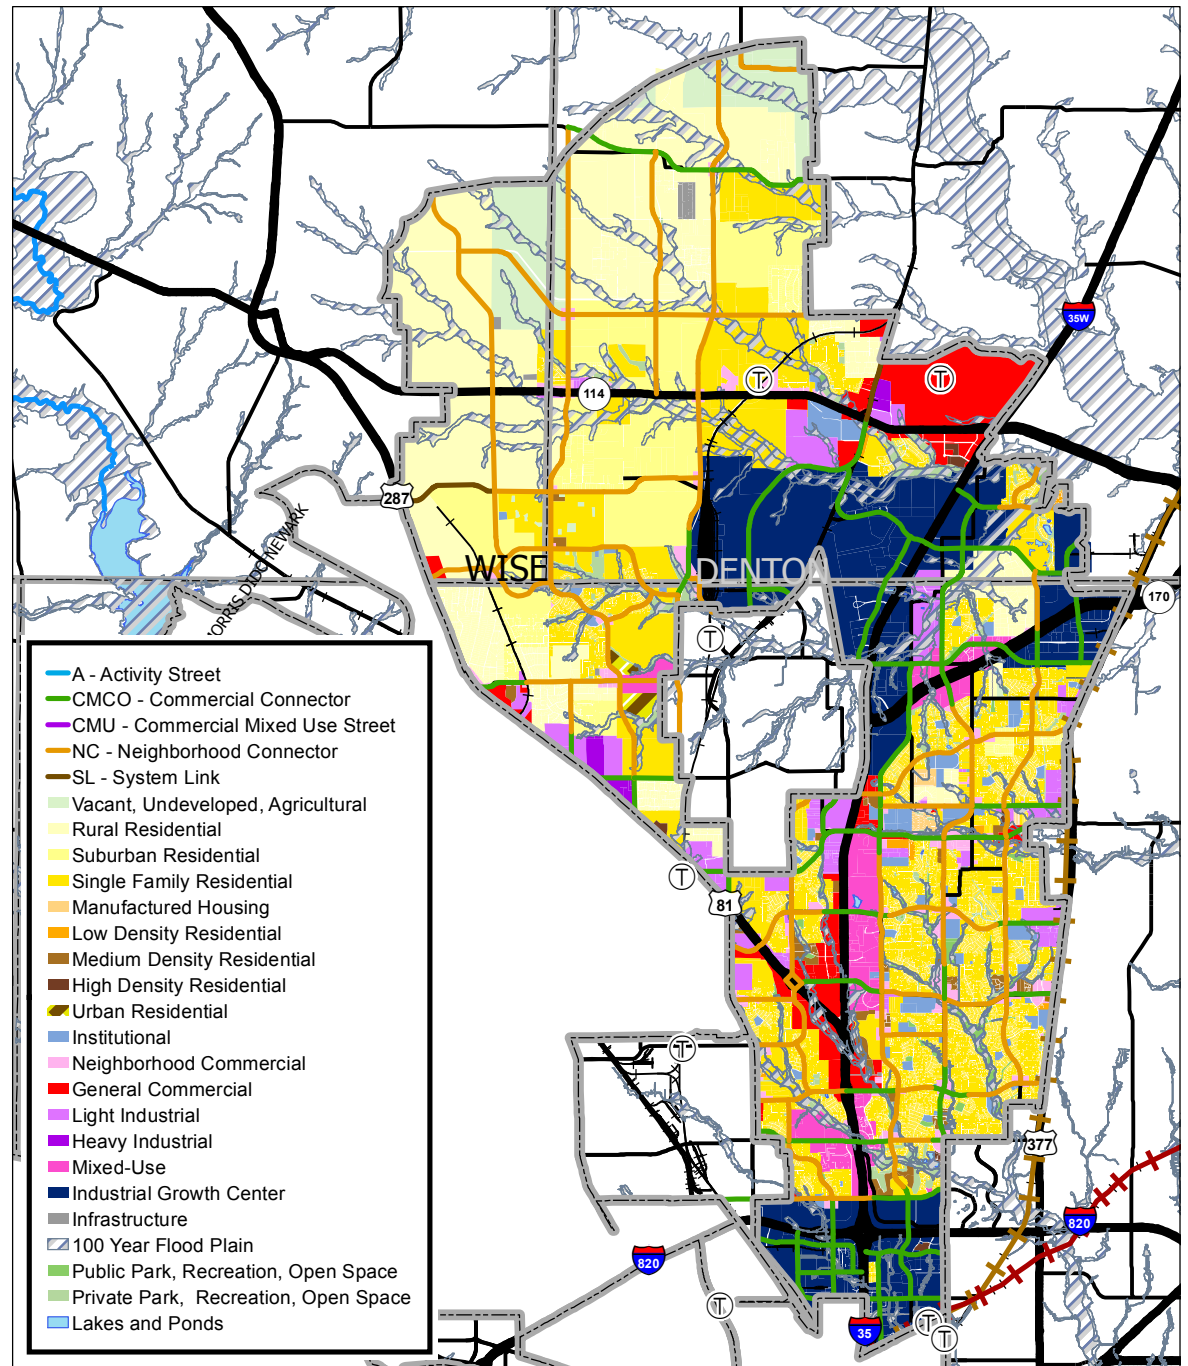 35W
T
T
114
287
NEWARK
WISE
DENTON
170
T
A - Activity Street
CMCO - Commercial Connector
CMU - Commercial Mixed Use Street
NC - Neighborhood Connector
SL - System Link
Vacant, Undeveloped, Agricultural
Rural Residential
Suburban Residential
Single Family Residential
Manufactured Housing
Low Density Residential
Medium Density Residential
High Density Residential
Urban Residential
Institutional
Neighborhood Commercial
General Commercial
Light Industrial
Heavy Industrial
Mixed-Use
Industrial Growth Center
Infrastructure
100 Year Flood Plain
Public Park, Recreation, Open Space
Private Park, Recreation, Open Space
Lakes and Ponds
T
81
T
377
820
820
T
35
T
T